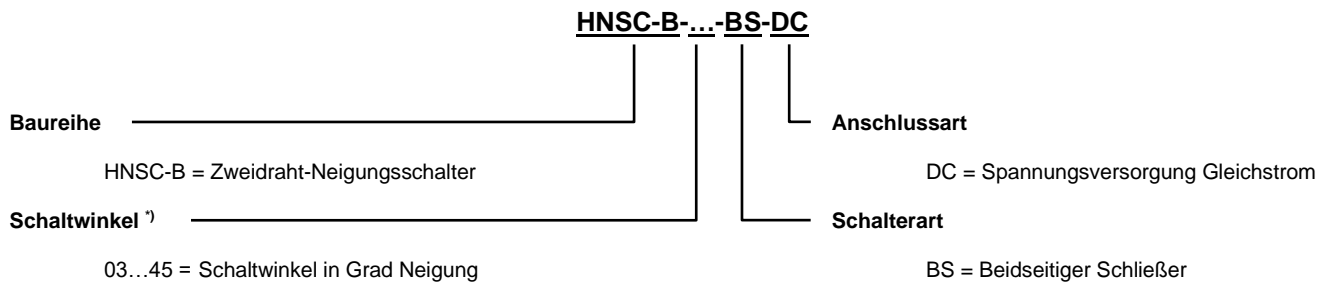 HNSC-B-…-BS-DC
Baureihe
HNSC-B = Zweidraht-Neigungsschalter
Schaltwinkel *)
03…45 = Schaltwinkel in Grad Neigung
Anschlussart
DC = Spannungsversorgung Gleichstrom
Schalterart
BS = Beidseitiger Schließer